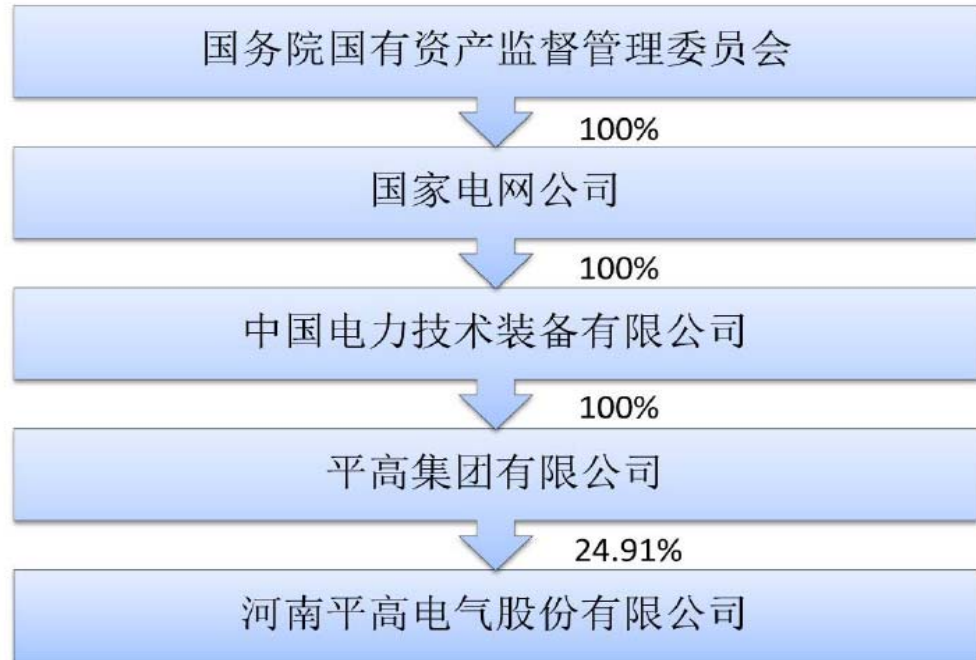 国务院国有资产监督管理委员会
100%
国家电网公司
100%
中国电力技术装备有限公司
100%
平高集团有限公司
24.91%
河南平高电气股份有限公司